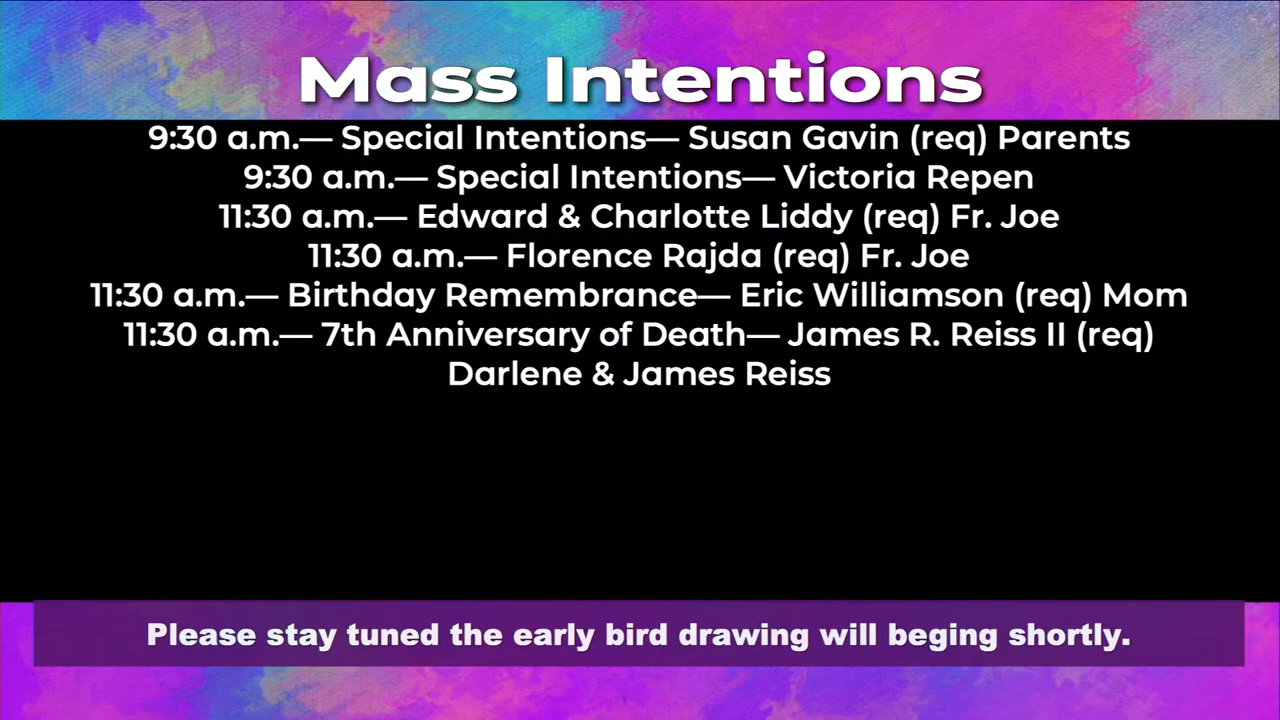 Mass Intentions
9:30 a.m.— Special Intentions— Susan Gavin (req) Parents
9:30 a.m.— Special Intentions— Victoria Repen
11:30 a.m.— Edward & Charlotte Liddy (req) Fr. Joe
11:30 a.m.— Florence Rajda (req) Fr. Joe
11:30 a.m.— Birthday Remembrance— Eric Williamson (req) Mom
11:30 a.m.— 7th Anniversary of Death— James R. Reiss II (req)
Darlene & James Reiss
Please stay tuned the early bird drawing will beging shortly.